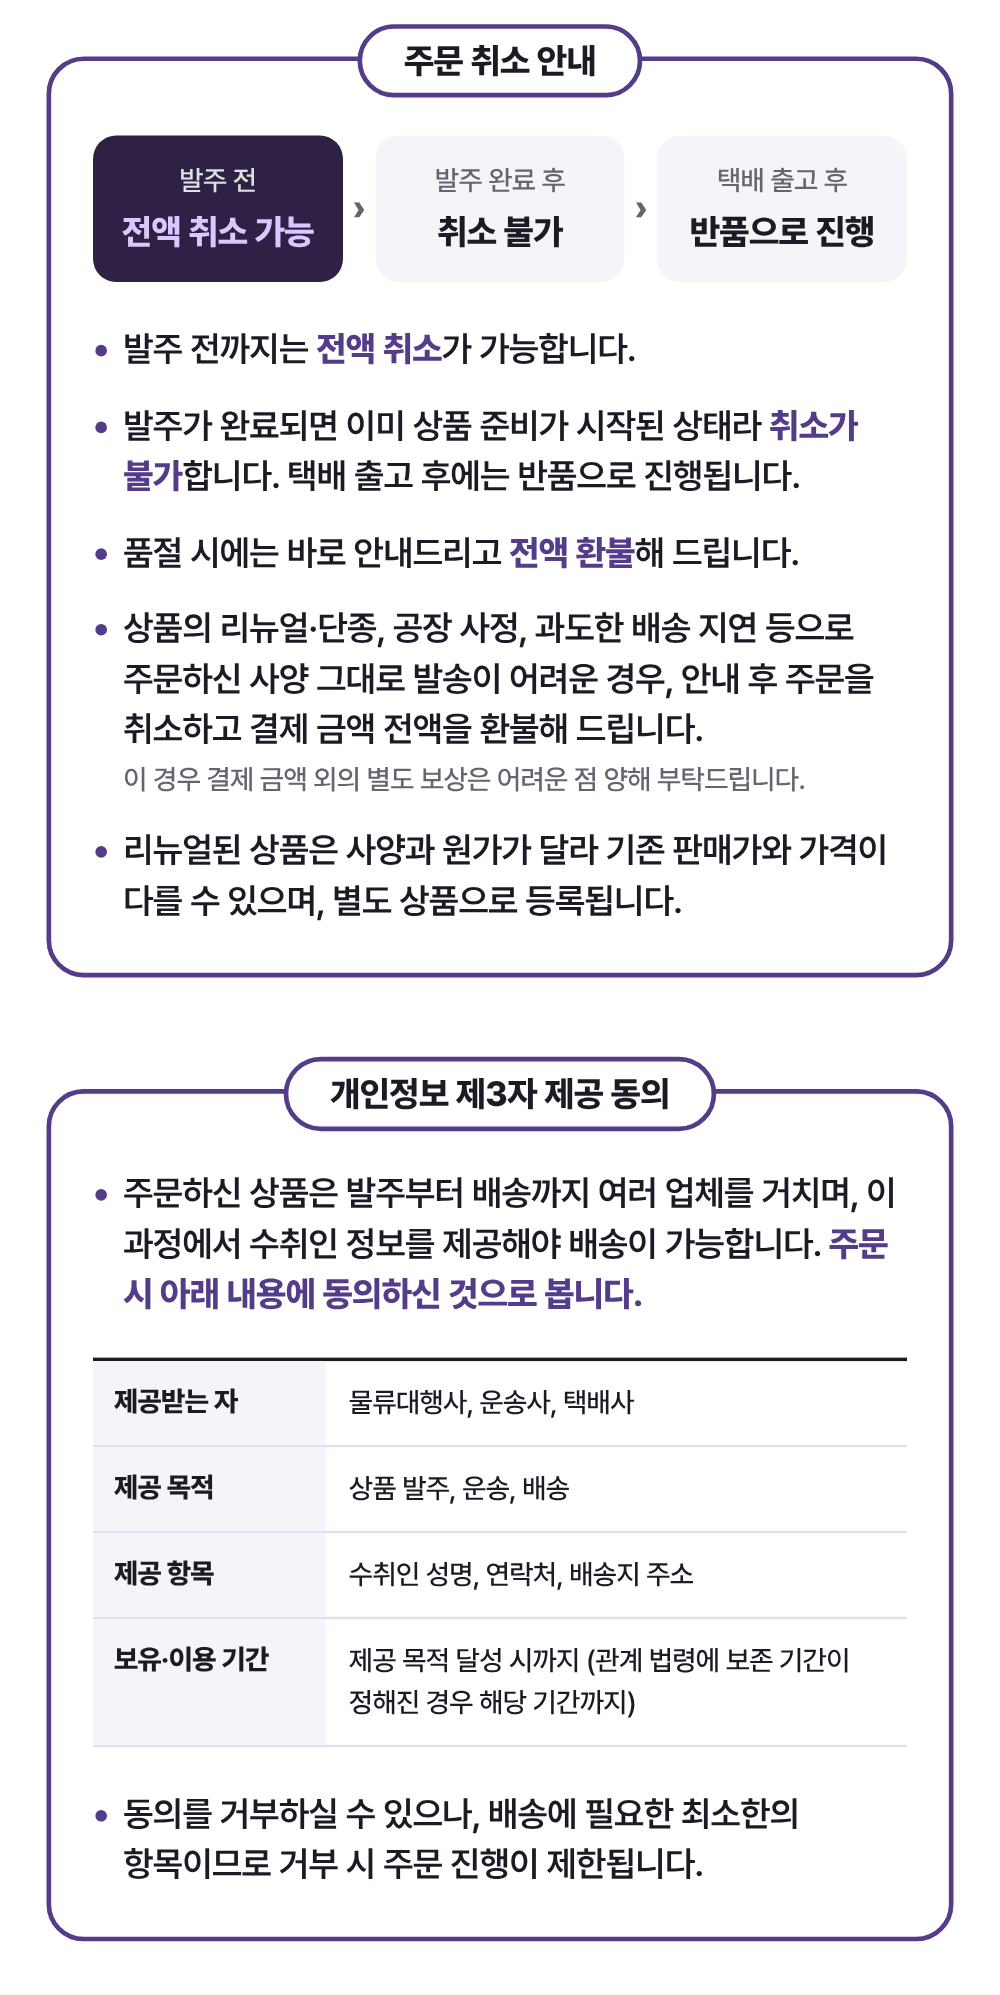 주문 취소 안내
발주 전
전액 취소 가능
›
발주 완료 후
취소 불가
›
택배 출고 후
반품으로 진행
• 발주 전까지는 전액 취소가 가능합니다.
• 발주가 완료되면 이미 상품 준비가 시작된 상태라 취소가
불가합니다. 택배 출고 후에는 반품으로 진행됩니다.
• 품절 시에는 바로 안내드리고 전액 환불해 드립니다.
• 상품의 리뉴얼·단종, 공장 사정, 과도한 배송 지연 등으로
주문하신 사양 그대로 발송이 어려운 경우, 안내 후 주문을
취소하고 결제 금액 전액을 환불해 드립니다.
이 경우 결제 금액 외의 별도 보상은 어려운 점 양해 부탁드립니다.
• 리뉴얼된 상품은 사양과 원가가 달라 기존 판매가와 가격이
다를 수 있으며, 별도 상품으로 등록됩니다.
개인정보 제3자 제공 동의
• 주문하신 상품은 발주부터 배송까지 여러 업체를 거치며, 이
과정에서 수취인 정보를 제공해야 배송이 가능합니다. 주문
시 아래 내용에 동의하신 것으로 봅니다.
제공받는 자 물류대행사, 운송사, 택배사
제공 목적 상품 발주, 운송, 배송
제공 항목 수취인 성명, 연락처, 배송지 주소
보유·이용 기간 제공 목적 달성 시까지 (관계 법령에 보존 기간이
정해진 경우 해당 기간까지)
• 동의를 거부하실 수 있으나, 배송에 필요한 최소한의
항목이므로 거부 시 주문 진행이 제한됩니다.